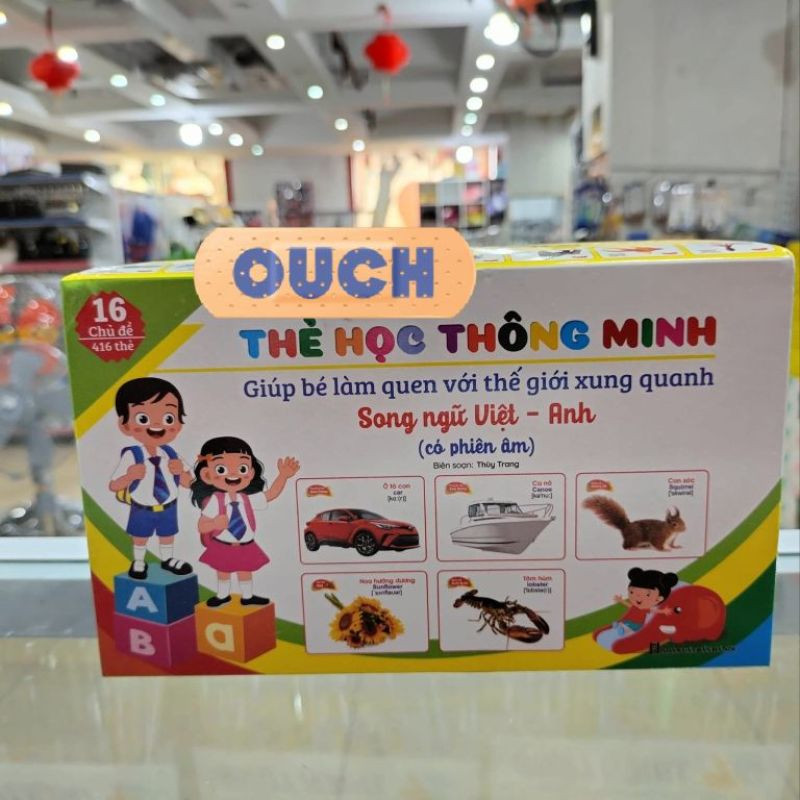 OUCH
16
Chủ đề
416 thẻ
THẺ HỌC THÔNG MINH
Giúp bé làm quen với thế giới xung quanh
Song ngữ Việt - Anh
(có phiên âm)
Biên soạn: Thùy Trang
Ô tô con
car
Ca nô
Canoe
Con sóc
Squirrel
Hoa hướng dương
Sunflower
Tôm hùm
lobster
A
B
a